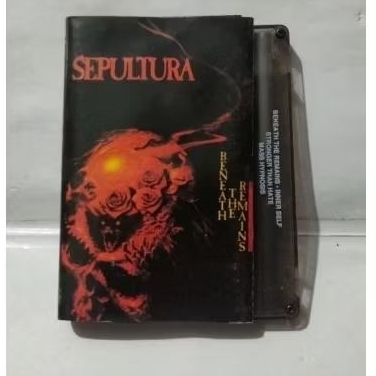 SEPULTURA
BENEATH
THE
REMAINS
BENEATH THE REMAINS - INNER SELF
STRONGER THAN HATE
MASS HYPNOSIS